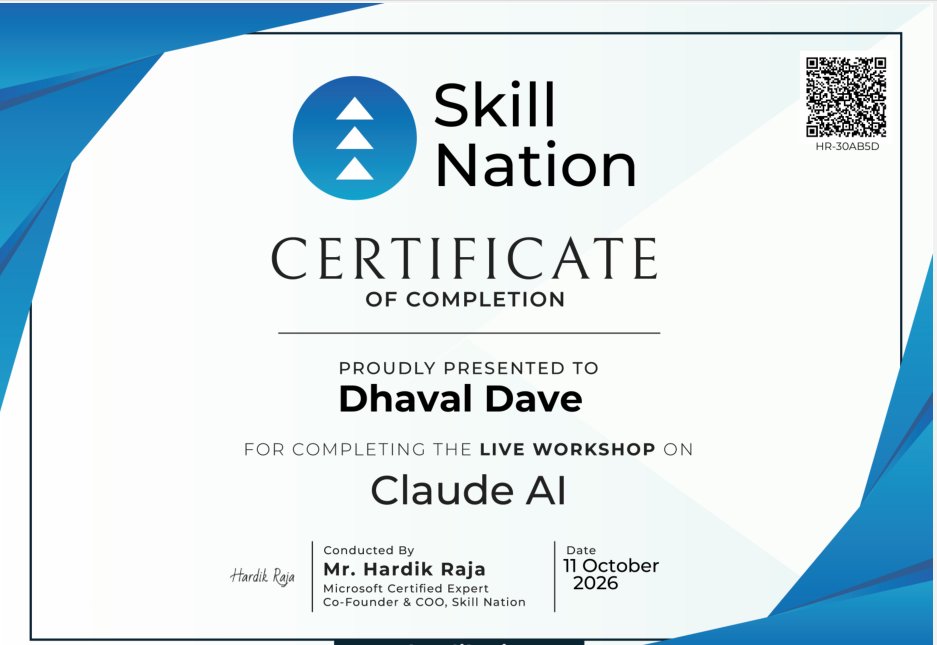 Skill
Nation
HR-30AB5D
CERTIFICATE
OF COMPLETION
PROUDLY PRESENTED TO
Dhaval Dave
FOR COMPLETING THE LIVE WORKSHOP ON
Claude AI
Hardik Raja
Conducted By
Mr. Hardik Raja
Microsoft Certified Expert
Co-Founder & COO, Skill Nation
Date
11 October
2026